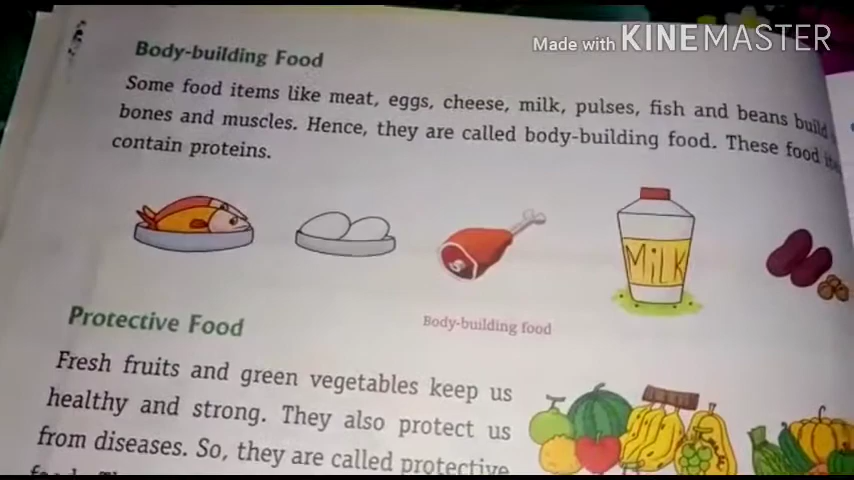 Made with KINEMASTER
Body-building Food
Some food items like meat, eggs, cheese, milk, pulses, fish and beans build
bones and muscles. Hence, they are called body-building food. These food
contain proteins.
MiLK
Body-building food
Protective Food
Fresh fruits and green vegetables keep us
healthy and strong. They also protect us
from diseases. So, they are called protective